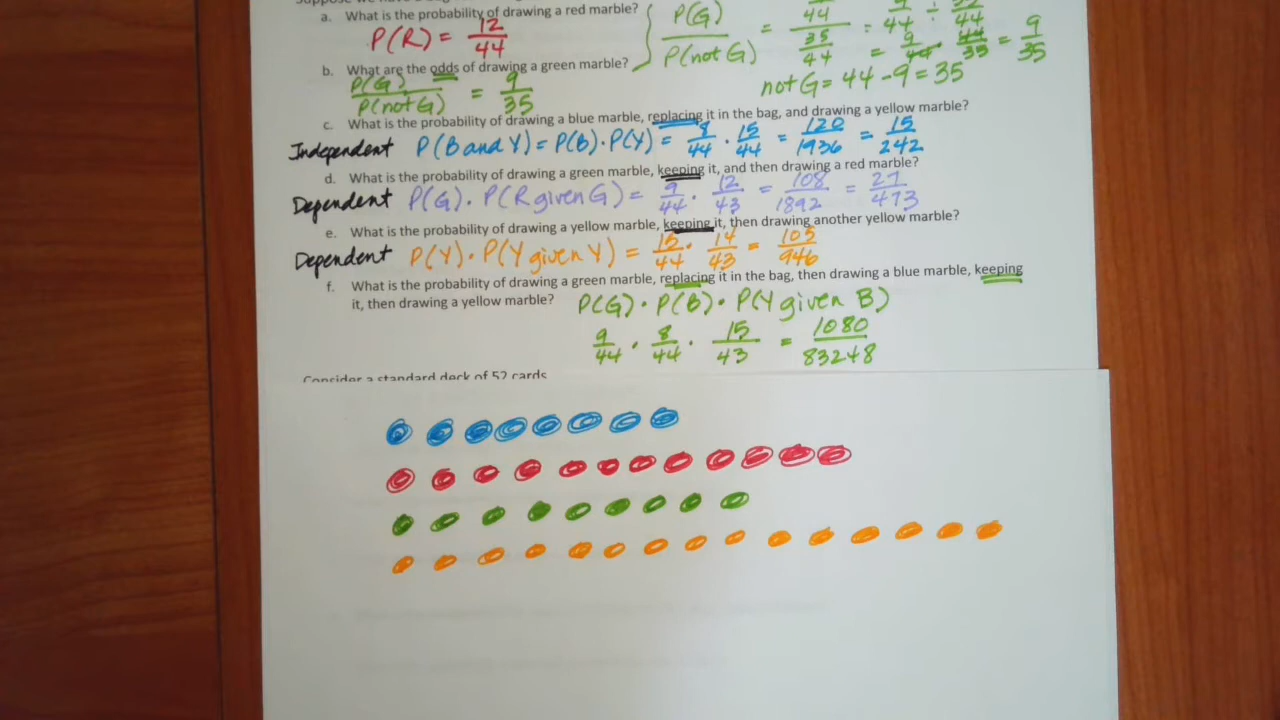 a. What is the probability of drawing a red marble?
P(R) = 12/44
P(G)/P(not G) = 44/35/44 = 9/44 ÷ 44 = 9/44 · 44/35 = 9/35
not G = 44 - 9 = 35
b. What are the odds of drawing a green marble?
P(G)/P(not G) = 9/35
c. What is the probability of drawing a blue marble, replacing it in the bag, and drawing a yellow marble?
Independent P(B and Y) = P(B) · P(Y) = 8/44 · 15/44 = 120/1936 = 15/242
d. What is the probability of drawing a green marble, keeping it, and then drawing a red marble?
Dependent P(G) · P(R given G) = 9/44 · 12/43 = 108/1892 = 27/473
e. What is the probability of drawing a yellow marble, keeping it, then drawing another yellow marble?
Dependent P(Y) · P(Y given Y) = 15/44 · 14/43 = 105/946
f. What is the probability of drawing a green marble, replacing it in the bag, then drawing a blue marble, keeping
it, then drawing a yellow marble? P(G) · P(B) · P(Y given B)
9/44 · 8/44 · 15/43 = 1080/83248
Consider a standard deck of 52 cards